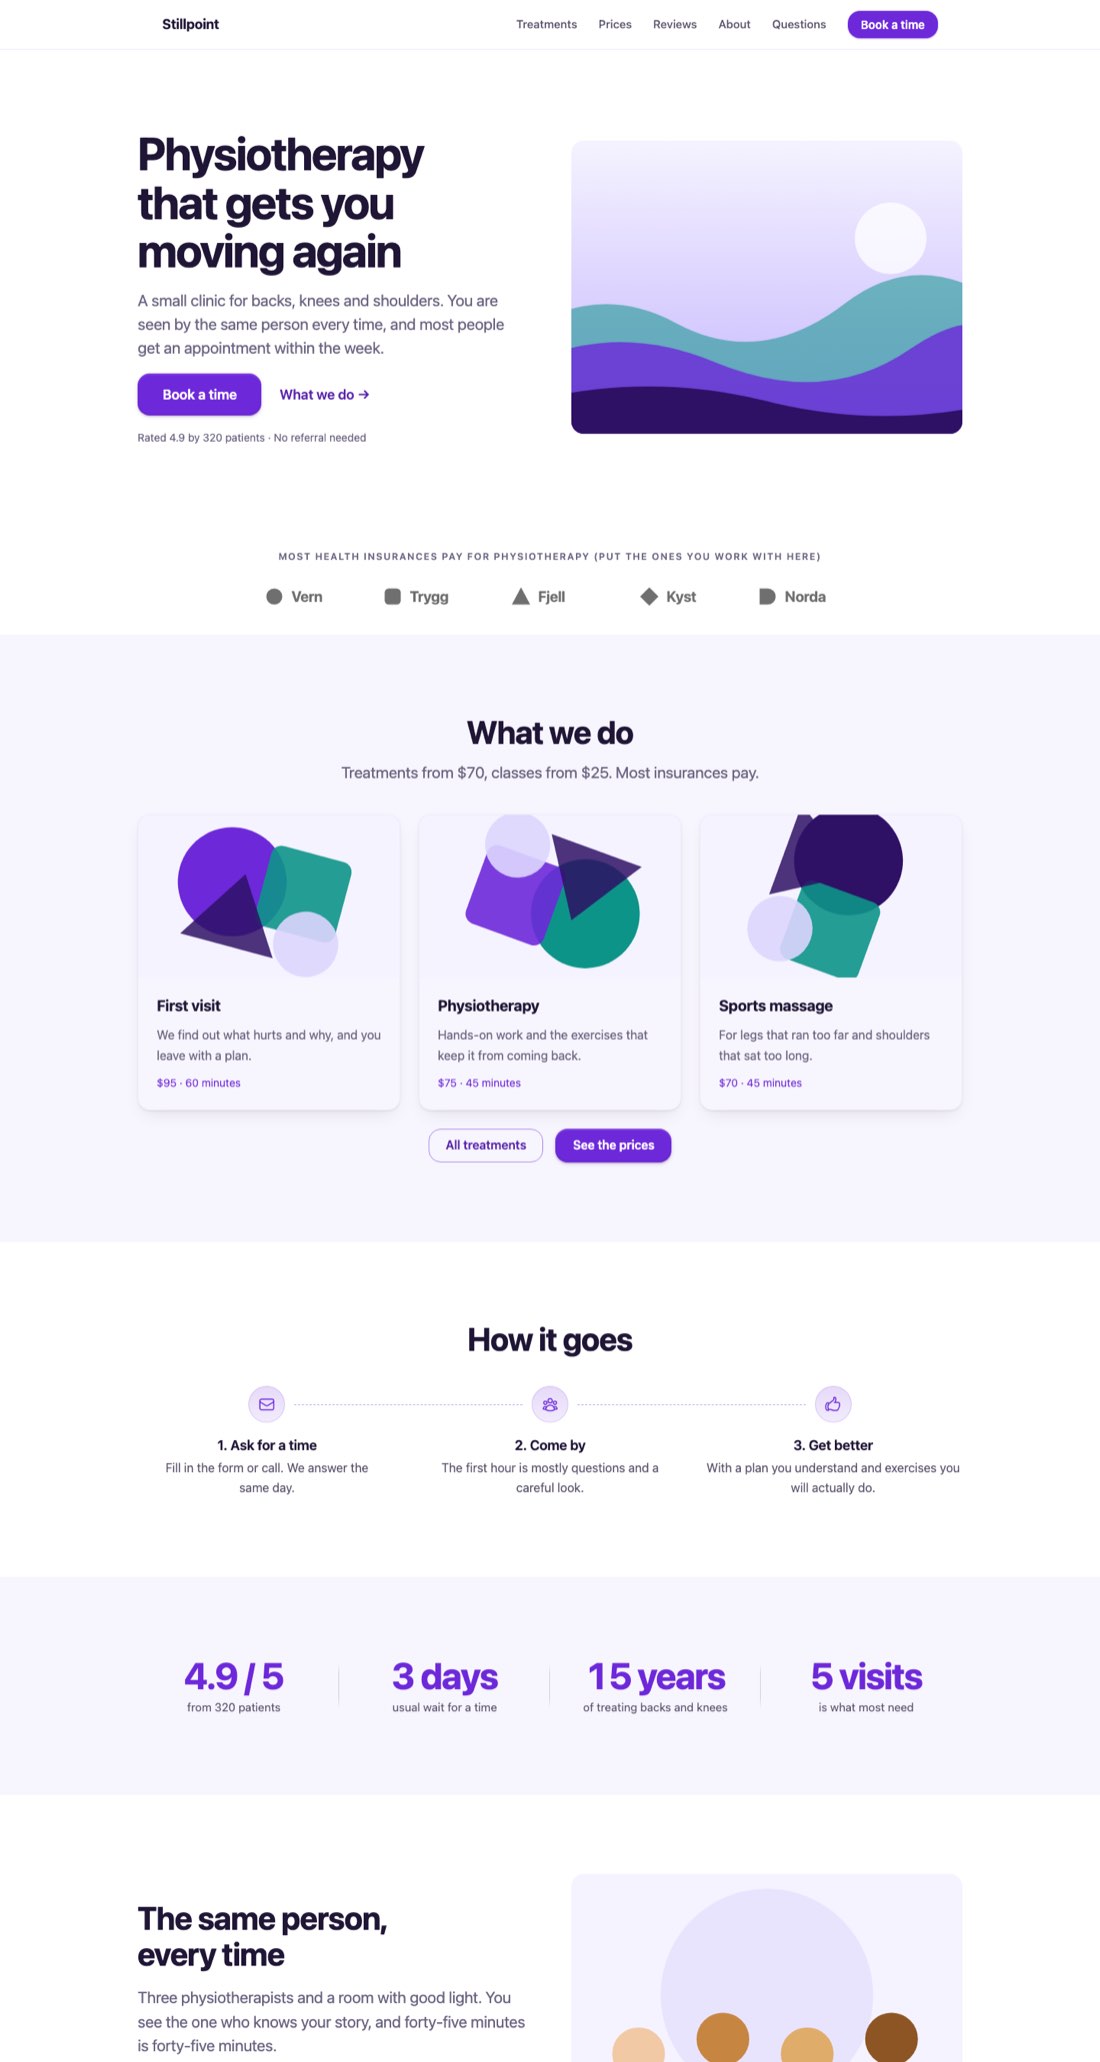 Stillpoint
Treatments
Prices
Reviews
About
Questions
Book a time
Physiotherapy
that gets you
moving again
A small clinic for backs, knees and shoulders. You are
seen by the same person every time, and most people
get an appointment within the week.
Book a time
What we do →
Rated 4.9 by 320 patients · No referral needed
MOST HEALTH INSURANCES PAY FOR PHYSIOTHERAPY (PUT THE ONES YOU WORK WITH HERE)
Vern
Trygg
Fjell
Kyst
Norda
What we do
Treatments from $70, classes from $25. Most insurances pay.
First visit
We find out what hurts and why, and you
leave with a plan.
$95 · 60 minutes
Physiotherapy
Hands-on work and the exercises that
keep it from coming back.
$75 · 45 minutes
Sports massage
For legs that ran too far and shoulders
that sat too long.
$70 · 45 minutes
All treatments
See the prices
How it goes
1. Ask for a time
Fill in the form or call. We answer the
same day.
2. Come by
The first hour is mostly questions and a
careful look.
3. Get better
With a plan you understand and exercises you
will actually do.
4.9 / 5
from 320 patients
3 days
usual wait for a time
15 years
of treating backs and knees
5 visits
is what most need
The same person,
every time
Three physiotherapists and a room with good light. You
see the one who knows your story, and forty-five minutes
is forty-five minutes.